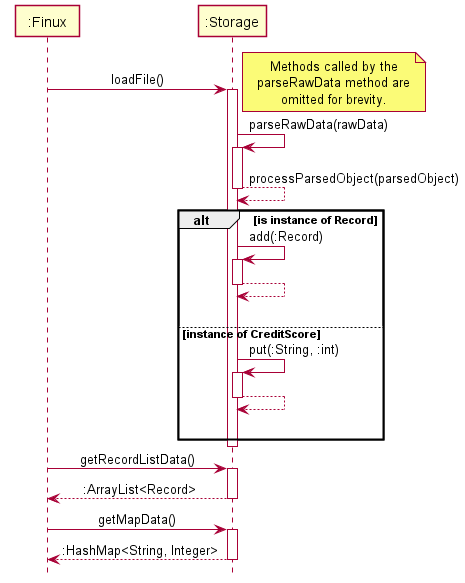 :Finux
:Storage
Methods called by the
parseRawData method are
omitted for brevity.
loadFile()
parseRawData(rawData)
processParsedObject(parsedObject)
alt
[is instance of Record]
add(:Record)
[instance of CreditScore]
put(:String, :int)
getRecordListData()
:ArrayList<Record>
getMapData()
:HashMap<String, Integer>